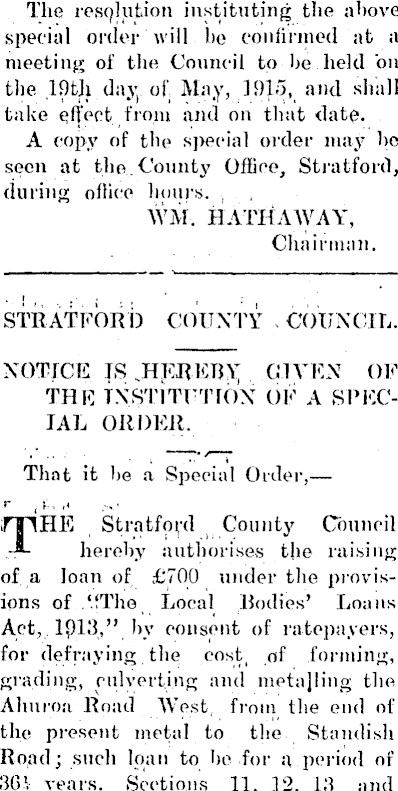 The resolution instituting the above
special order will be confirmed at a
meeting of the Council to be held on
the 19th day of May, 1915, and shall
take effect from and on that date.
A copy of the special order may be
seen at the County Office, Stratford,
during office hours.
WM. HATHAWAY,
Chairman.
STRATFORD COUNTY COUNCIL.
NOTICE IS HEREBY GIVEN OF
THE INSTITUTION OF A SPEC-
IAL ORDER.
That it be a Special Order,—
THE Stratford County Council
hereby authorises the raising
of a loan of £700 under the provis-
ions of "The Local Bodies' Loans
Act, 1913," by consent of ratepayers,
for defraying the cost of forming,
grading, culverting and metalling the
Ahuroa Road West from the end of
the present metal to the Standish
Road; such loan to be for a period of
36½ years. Sections 11, 12, 13 and